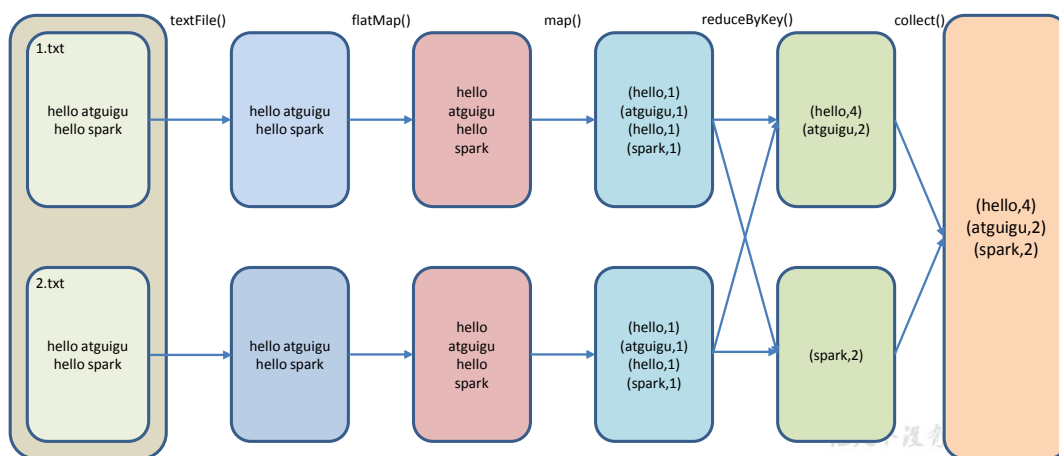 textFile()
flatMap()
map()
reduceByKey()
collect()
1.txt
hello atguigu
hello spark
hello atguigu
hello spark
hello
atguigu
hello
spark
(hello,1)
(atguigu,1)
(hello,1)
(spark,1)
(hello,4)
(atguigu,2)
(hello,4)
(atguigu,2)
(spark,2)
2.txt
hello atguigu
hello spark
hello atguigu
hello spark
hello
atguigu
hello
spark
(hello,1)
(atguigu,1)
(hello,1)
(spark,1)
(spark,2)